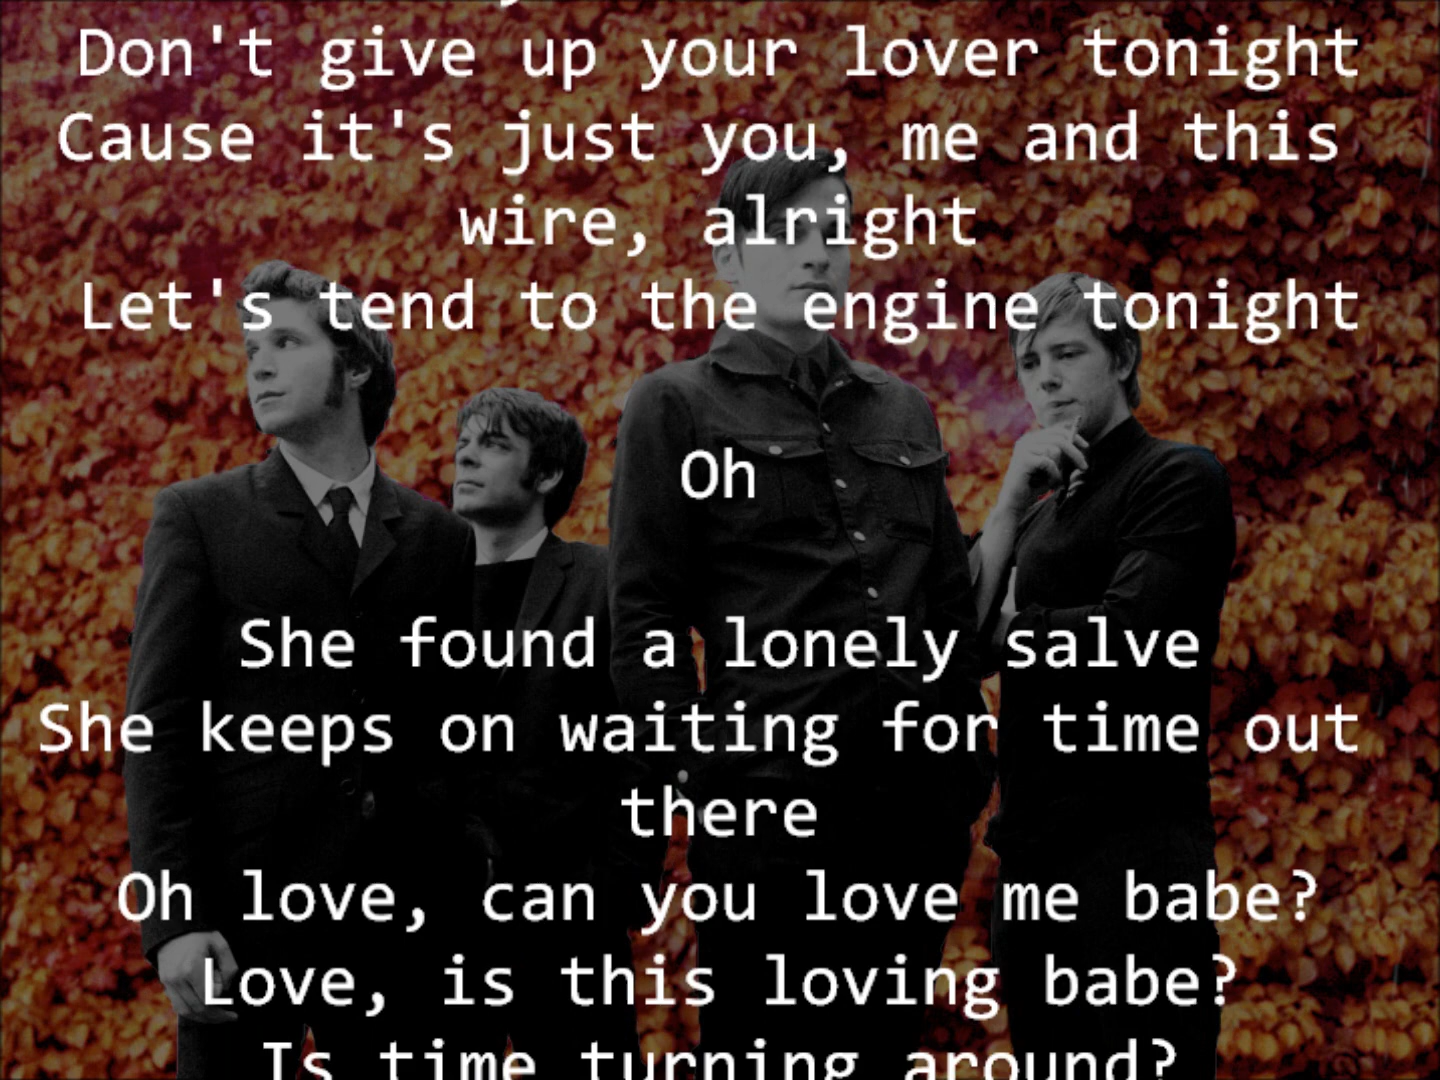 Don't give up your lover tonight
Cause it's just you, me and this
wire, alright
Let's tend to the engine tonight
Oh
She found a lonely salve
She keeps on waiting for time out
there
Oh love, can you love me babe?
Love, is this loving babe?
Is time turning around?